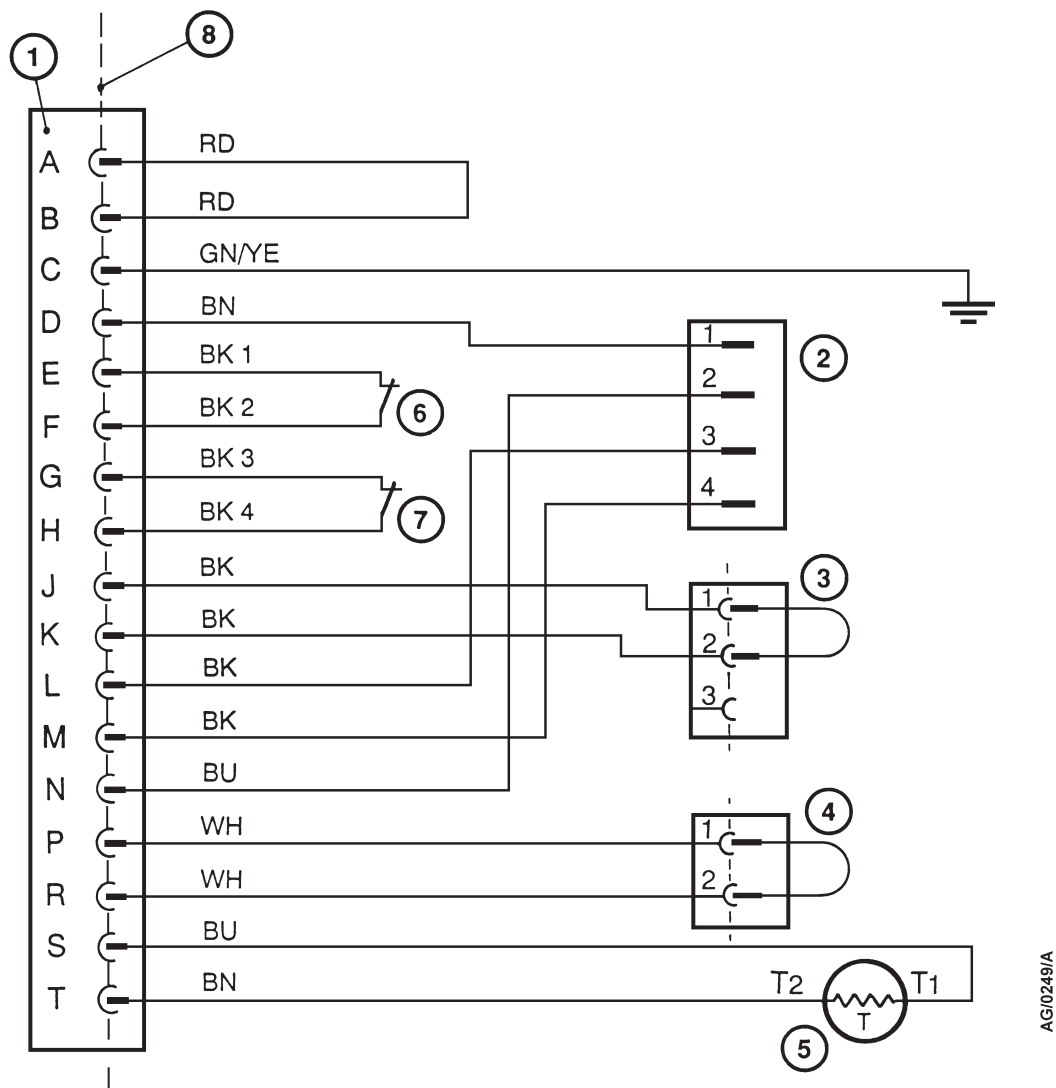 8
1
A RD
B RD
C GN/YE
D BN
1
2
E BK 1
2
F BK 2
6
3
G BK 3
4
H BK 4
7
J BK
3
1
K BK
2
L BK
3
M BK
N BU
4
P WH
1
R WH
2
S BU
T BN
T2 T1
T
5
AG/0249/A